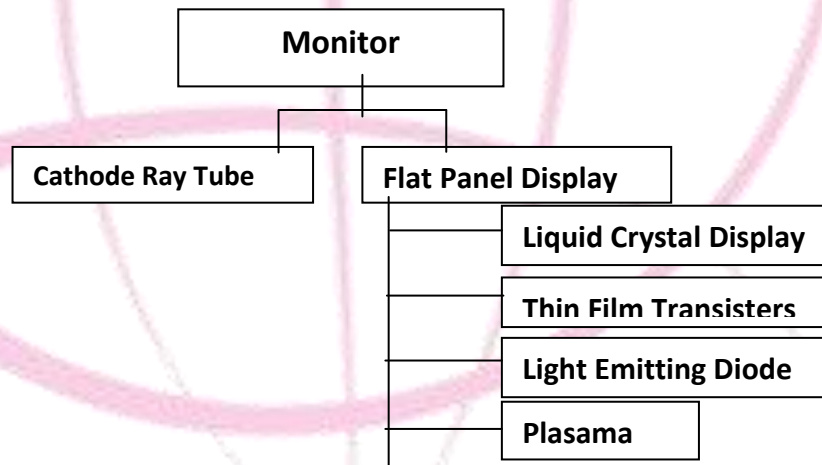 Monitor
Cathode Ray Tube
Flat Panel Display
Liquid Crystal Display
Thin Film Transisters
Light Emitting Diode
Plasama